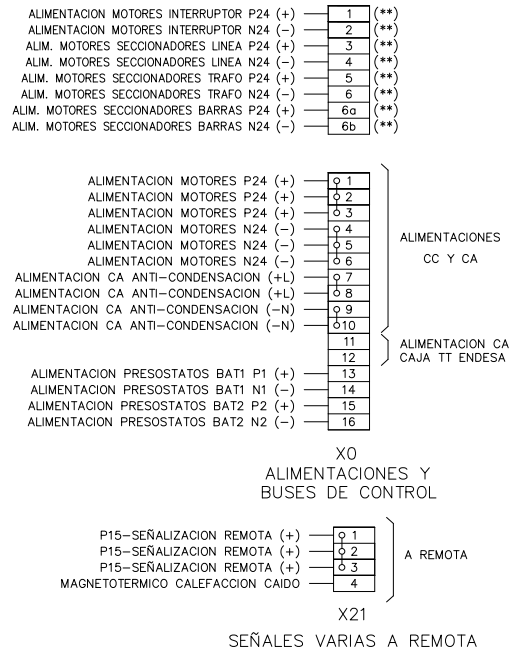 ALIMENTACION MOTORES INTERRUPTOR P24 (+) 1 (**)
ALIMENTACION MOTORES INTERRUPTOR N24 (-) 2 (**)
ALIM. MOTORES SECCIONADORES LINEA P24 (+) 3 (**)
ALIM. MOTORES SECCIONADORES LINEA N24 (-) 4 (**)
ALIM. MOTORES SECCIONADORES TRAFO P24 (+) 5 (**)
ALIM. MOTORES SECCIONADORES TRAFO N24 (-) 6 (**)
ALIM. MOTORES SECCIONADORES BARRAS P24 (+) 6a (**)
ALIM. MOTORES SECCIONADORES BARRAS N24 (-) 6b (**)
ALIMENTACION MOTORES P24 (+) 1
ALIMENTACION MOTORES P24 (+) 2
ALIMENTACION MOTORES P24 (+) 3
ALIMENTACION MOTORES N24 (-) 4
ALIMENTACION MOTORES N24 (-) 5
ALIMENTACION MOTORES N24 (-) 6
ALIMENTACION CA ANTI-CONDENSACION (+L) 7
ALIMENTACION CA ANTI-CONDENSACION (+L) 8
ALIMENTACION CA ANTI-CONDENSACION (-N) 9
ALIMENTACION CA ANTI-CONDENSACION (-N) 10
ALIMENTACIONES
CC Y CA
11
12
ALIMENTACION CA
CAJA TT ENDESA
ALIMENTACION PRESOSTATOS BAT1 P1 (+) 13
ALIMENTACION PRESOSTATOS BAT1 N1 (-) 14
ALIMENTACION PRESOSTATOS BAT2 P2 (+) 15
ALIMENTACION PRESOSTATOS BAT2 N2 (-) 16
X0
ALIMENTACIONES Y
BUSES DE CONTROL
P15-SEÑALIZACION REMOTA (+) 1
P15-SEÑALIZACION REMOTA (+) 2
P15-SEÑALIZACION REMOTA (+) 3
MAGNETOTERMICO CALEFACCION CAIDO 4
A REMOTA
X21
SEÑALES VARIAS A REMOTA